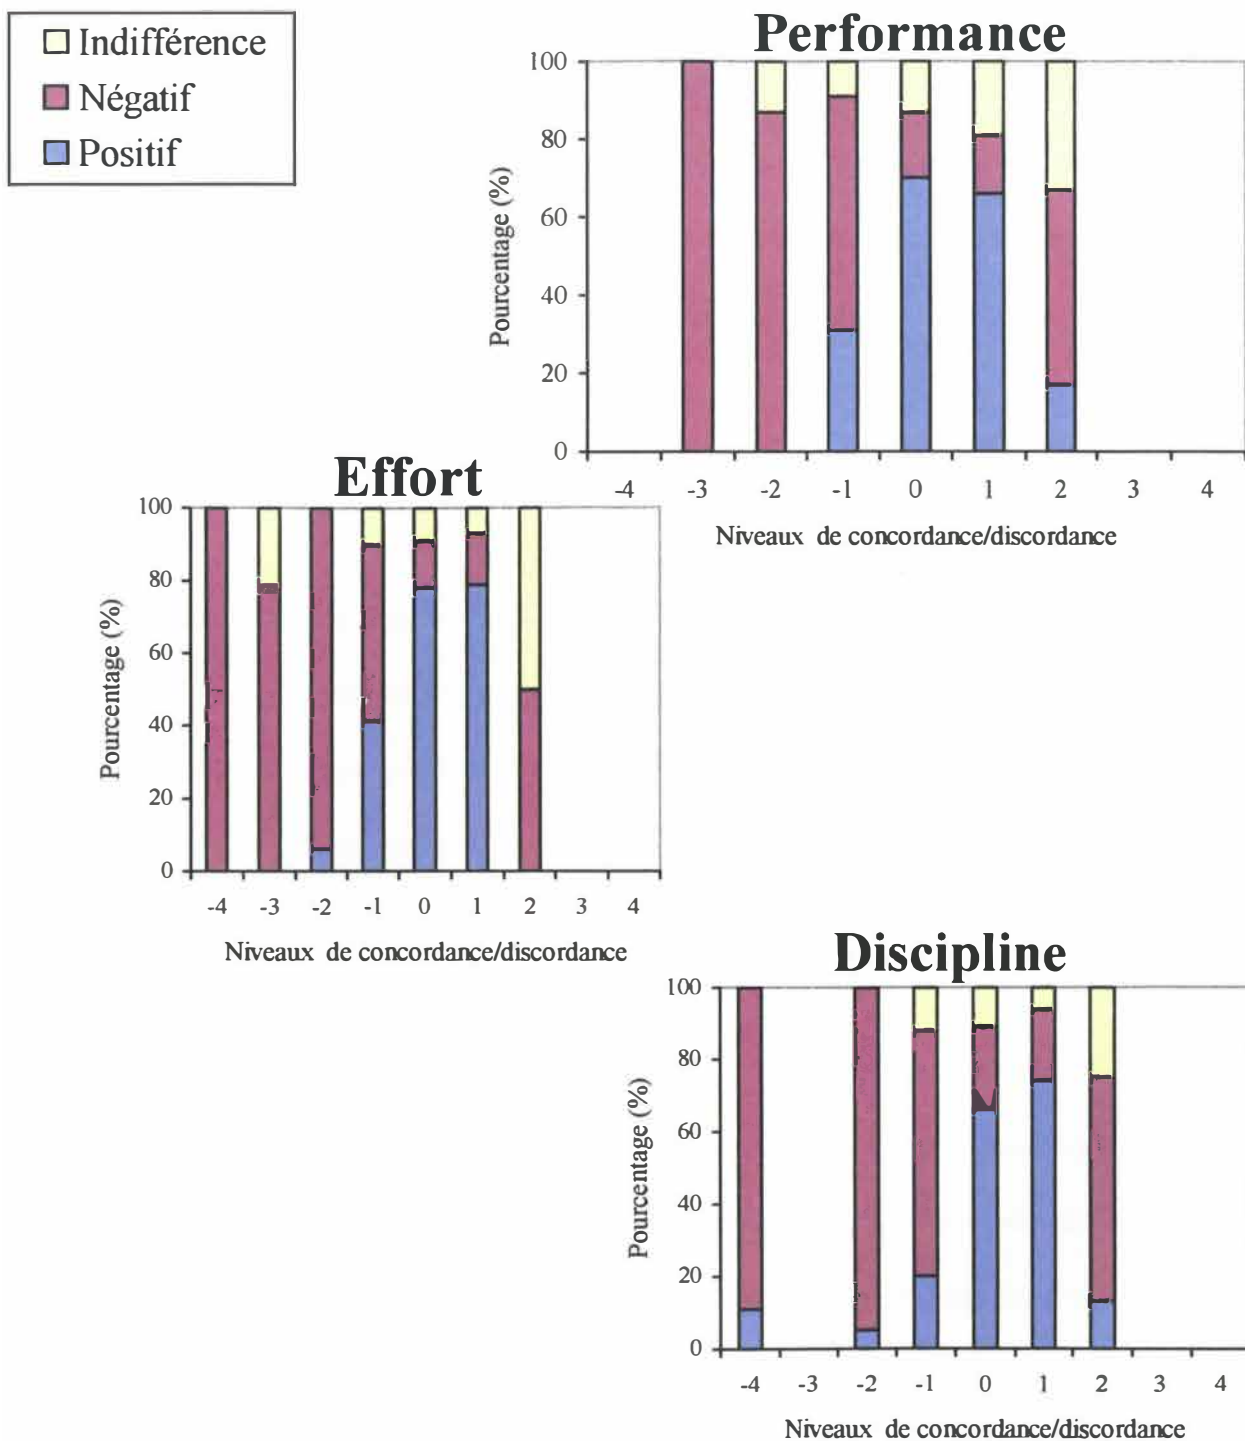 Indifférence
Négatif
Positif
Performance
100
80
60
40
20
0
Pourcentage (%)
-4 -3 -2 -1 0 1 2 3 4
Niveaux de concordance/discordance
Effort
100
80
60
40
20
0
Pourcentage (%)
-4 -3 -2 -1 0 1 2 3 4
Niveaux de concordance/discordance
Discipline
100
80
60
40
20
0
Pourcentage (%)
-4 -3 -2 -1 0 1 2 3 4
Niveaux de concordance/discordance